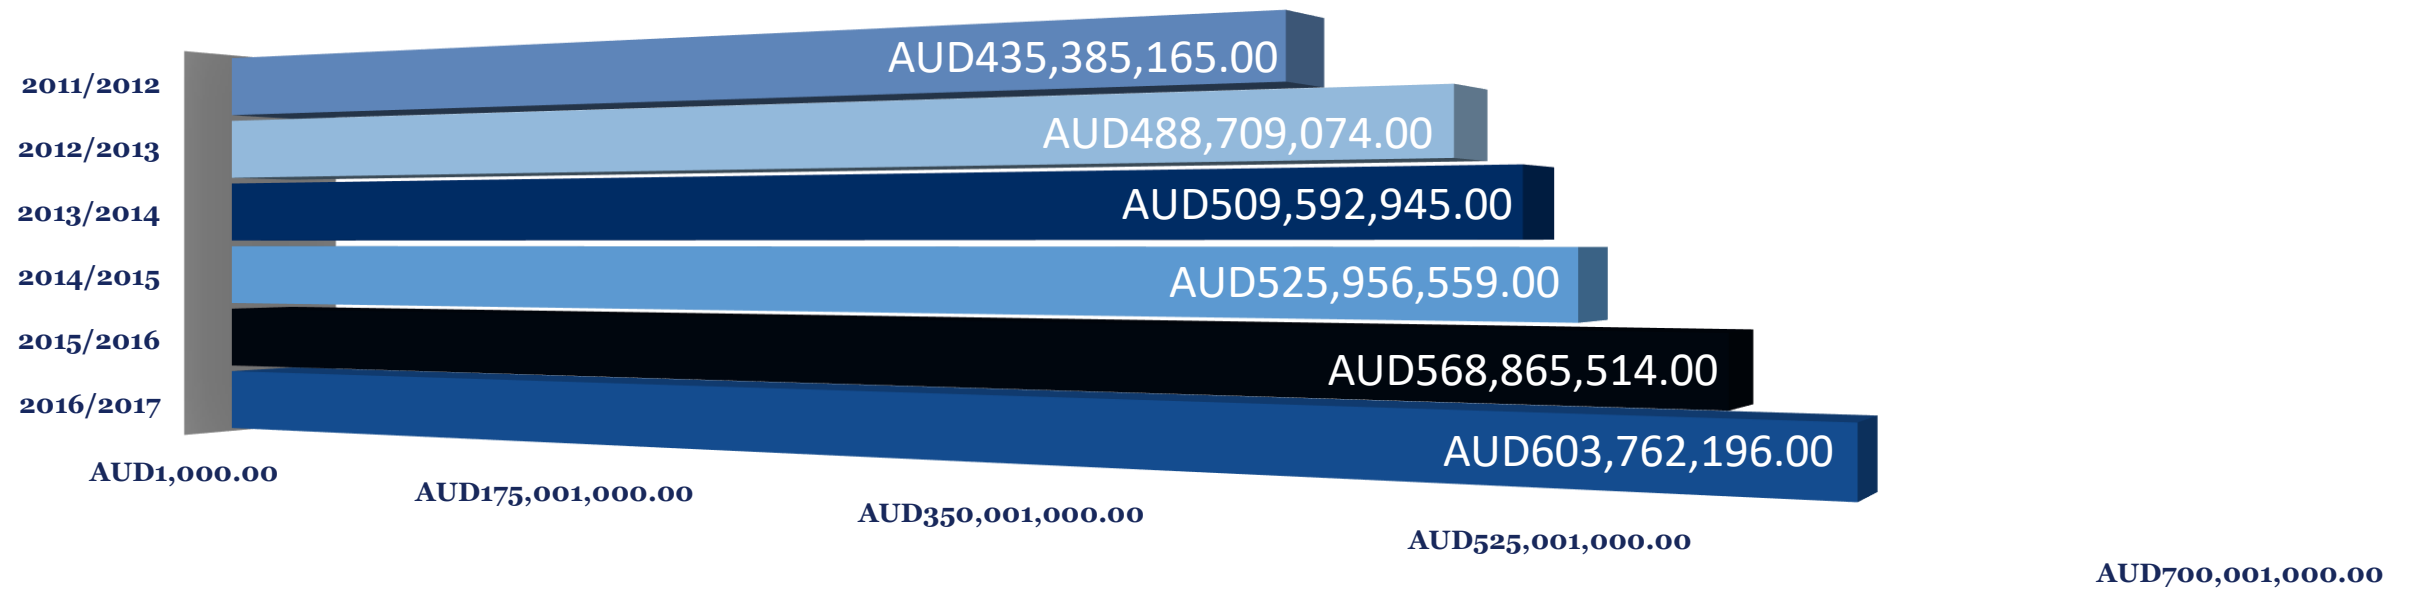 2011/2012 AUD435,385,165.00
2012/2013 AUD488,709,074.00
2013/2014 AUD509,592,945.00
2014/2015 AUD525,956,559.00
2015/2016 AUD568,865,514.00
2016/2017 AUD603,762,196.00
AUD1,000.00 AUD175,001,000.00 AUD350,001,000.00 AUD525,001,000.00 AUD700,001,000.00